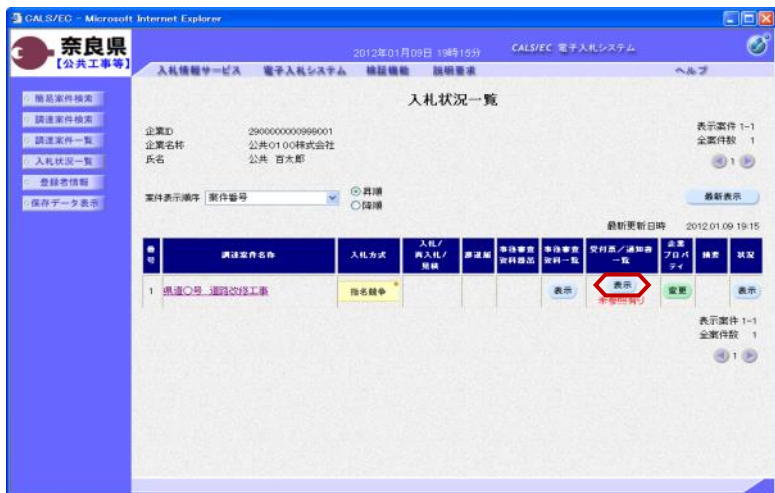 CALS/EC - Microsoft Internet Explorer
奈良県
【公共工事等】
2012年01月09日 19時15分
CALS/EC 電子入札システム
入札情報サービス 電子入札システム 検証機能 説明要求 ヘルプ
簡易案件検索
調達案件検索
調達案件一覧
入札状況一覧
登録者情報
保存データ表示
入札状況一覧
企業ID 2900000000999001
企業名称 公共0100株式会社
氏名 公共 百太郎
表示案件 1-1
全案件数 1
1
案件表示順序 案件番号
昇順
降順
最新表示
最新更新日時 2012.01.09 19:15
番号 調達案件名称 入札方式 入札/再入札/見積 辞退届 事後審査資料提出 事後審査資料一覧 受付票/通知書一覧 企業プロパティ 摘要 状況
1 県道〇号 道路改修工事 指名競争 表示 表示 変更 表示
未参照有り
表示案件 1-1
全案件数 1
1